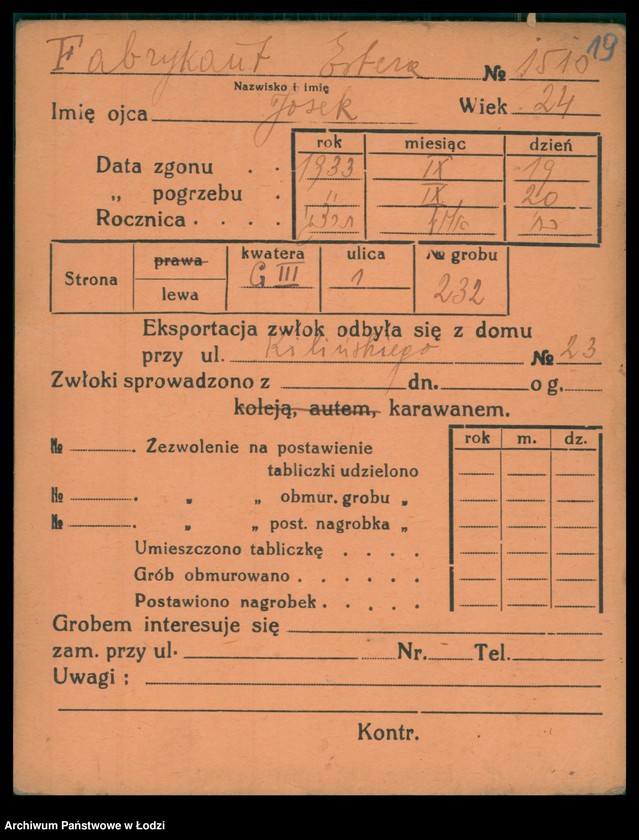 Fabrykant Estera № 1510 19
Nazwisko i imię
Imię ojca Josek Wiek 24
rok miesiąc dzień
Data zgonu . . 1933 IX 19
„ pogrzebu . „ IX 20
Rocznica . . . .
Strona prawa lewa kwatera G III ulica 1 № grobu 232
Eksportacja zwłok odbyła się z domu
przy ul. Kilińskiego № 23
Zwłoki sprowadzono z dn. o g.
koleją, autem, karawanem.
rok m. dz.
№ . Zezwolenie na postawienie
tabliczki udzielono
№ . „ „ obmur. grobu „
№ . „ „ post. nagrobka „
Umieszczono tabliczkę . . . .
Grób obmurowano . . . . .
Postawiono nagrobek . . . .
Grobem interesuje się
zam. przy ul. Nr. Tel.
Uwagi :
Kontr.
Archiwum Państwowe w Łodzi